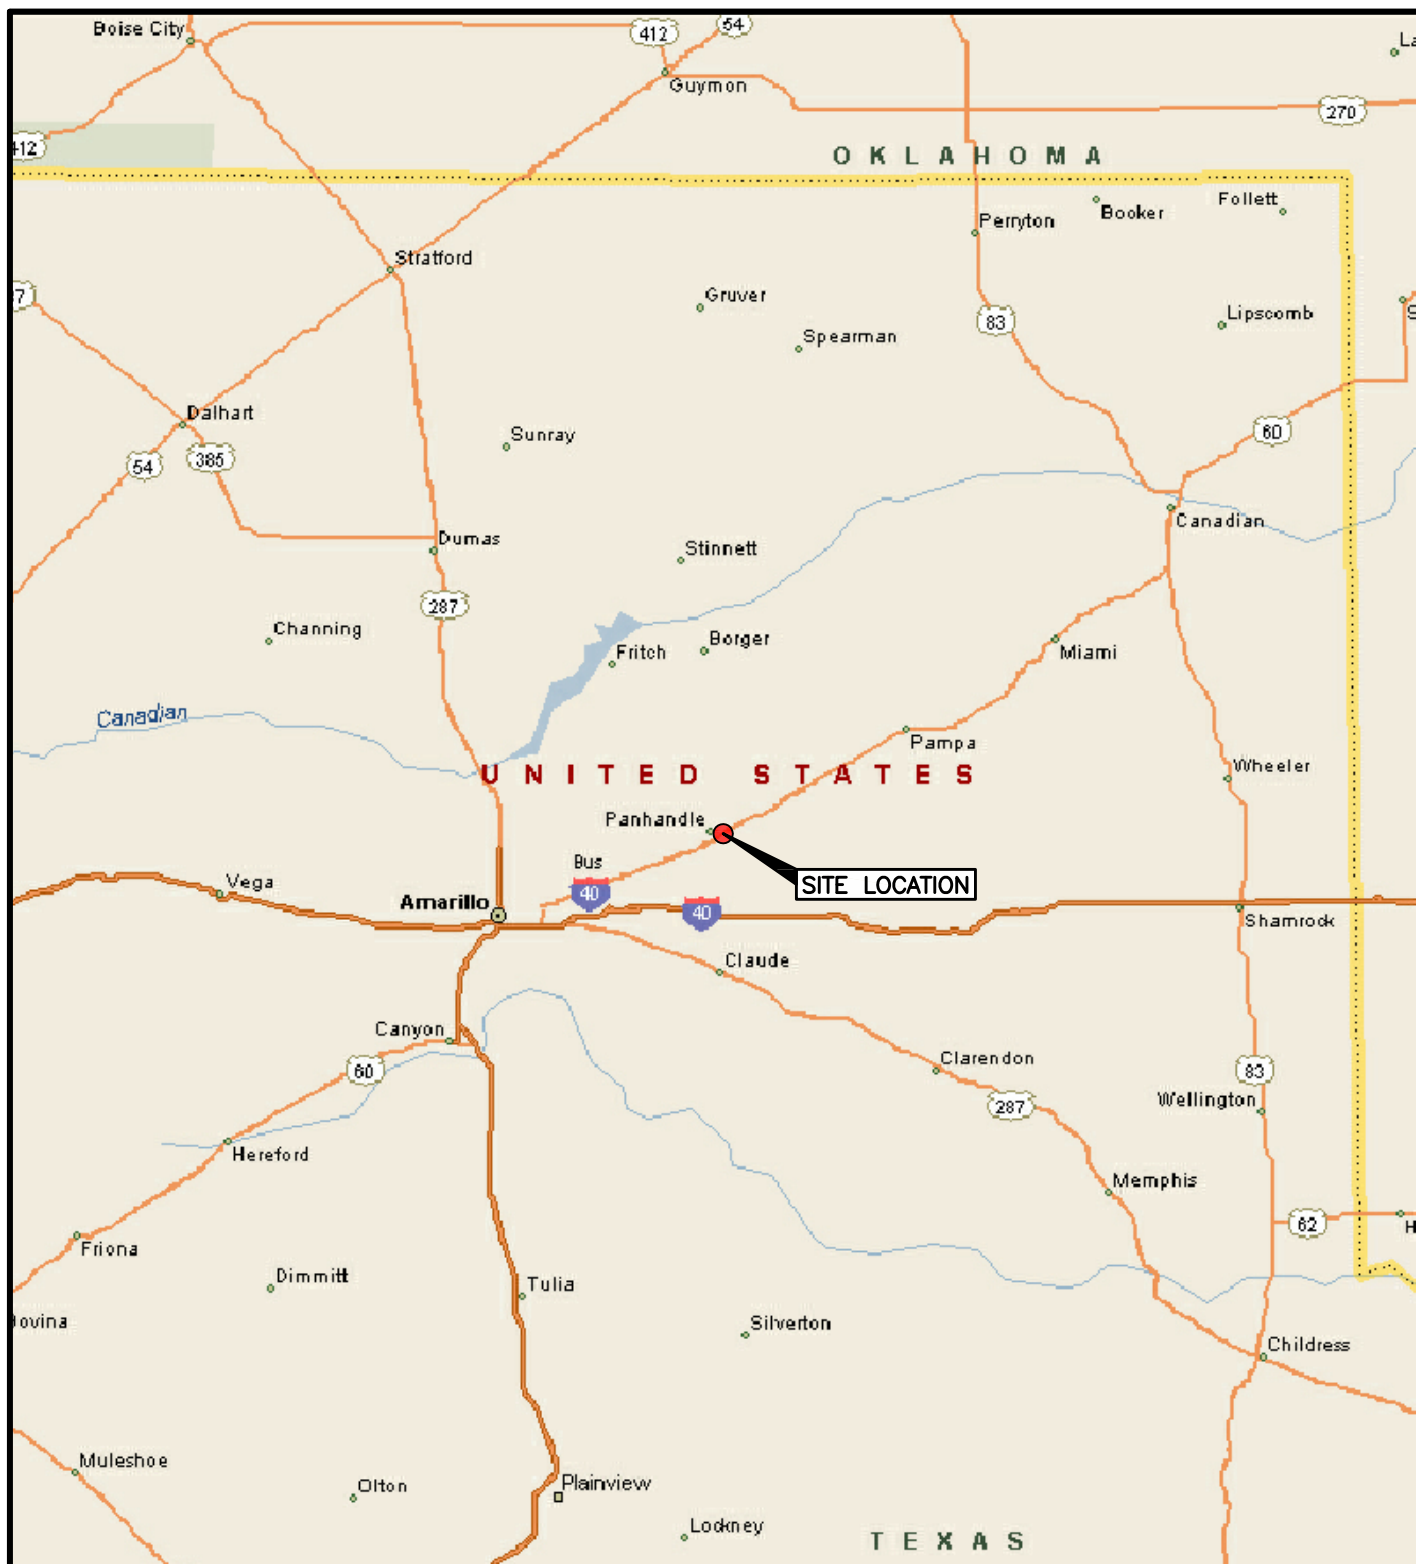 Boise City
412
54
Guymon
270
412
OKLAHOMA
Perryton
Booker
Follett
Stratford
Gruver
Spearman
83
Lipscomb
Dalhart
Sunray
54
385
60
Canadian
Dumas
Stinnett
287
Channing
Fritch
Borger
Miami
Canadian
Pampa
UNITED STATES
Wheeler
Panhandle
Bus
40
SITE LOCATION
Vega
Amarillo
40
Shamrock
Claude
Canyon
60
Clarendon
83
287
Wellington
Hereford
Memphis
62
Friona
Dimmitt
Tulia
Silverton
Childress
Muleshoe
Olton
Plainview
Lockney
TEXAS